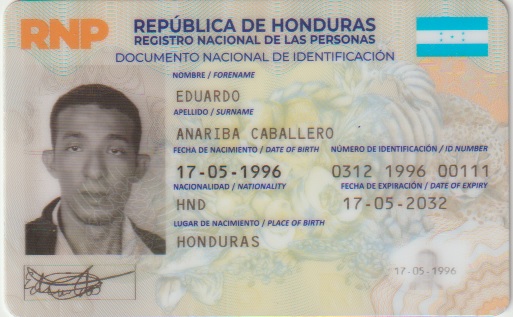 RNP
REPÚBLICA DE HONDURAS
REGISTRO NACIONAL DE LAS PERSONAS
DOCUMENTO NACIONAL DE IDENTIFICACIÓN
NOMBRE / FORENAME
EDUARDO
APELLIDO / SURNAME
ANARIBA CABALLERO
FECHA DE NACIMIENTO / DATE OF BIRTH NÚMERO DE IDENTIFICACIÓN / ID NUMBER
17-05-1996 0312 1996 00111
NACIONALIDAD / NATIONALITY FECHA DE EXPIRACIÓN / DATE OF EXPIRY
HND 17-05-2032
LUGAR DE NACIMIENTO / PLACE OF BIRTH
HONDURAS
17-05-1996